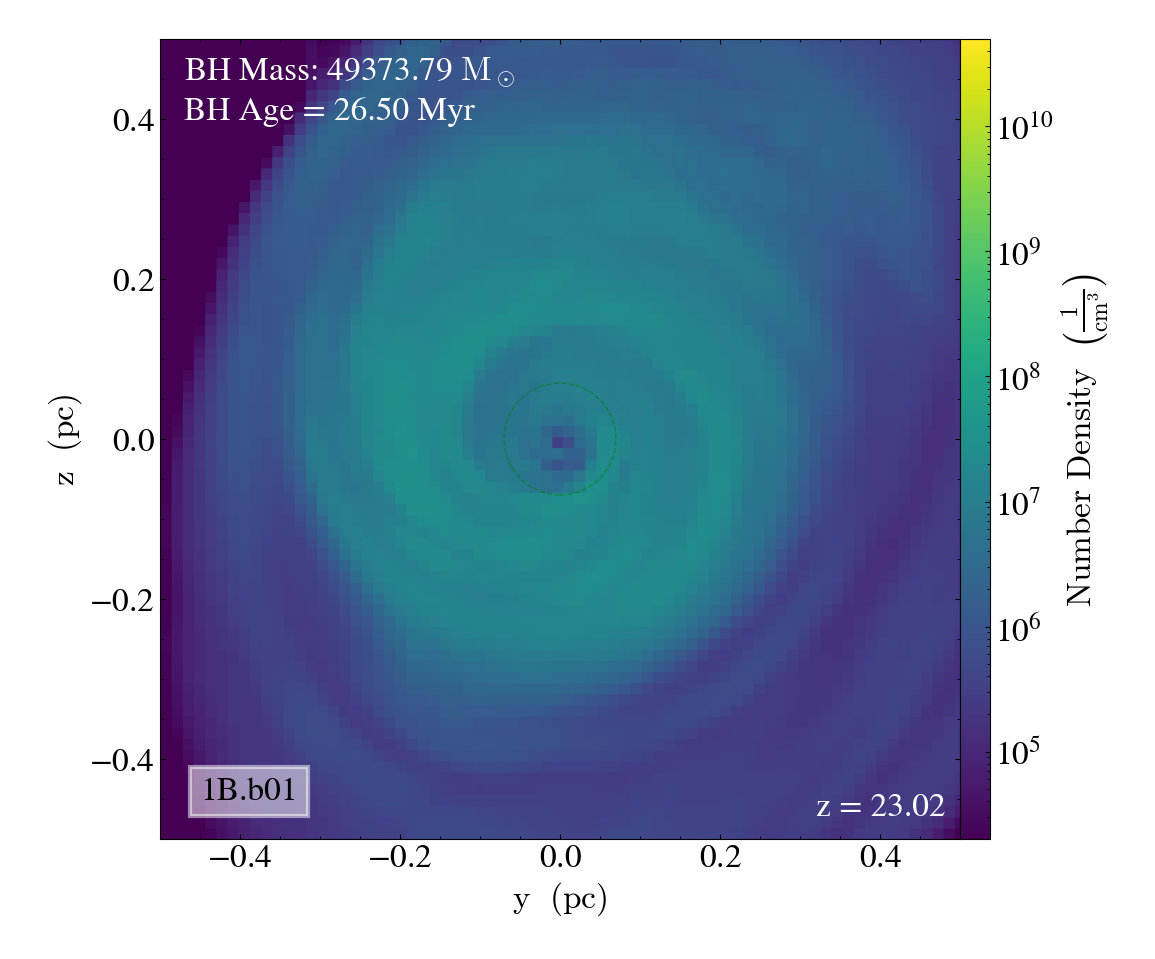 BH Mass: 49373.79 M⊙
BH Age = 26.50 Myr
0.4
0.2
0.0
−0.2
−0.4
z (pc)
1B.b01
z = 23.02
−0.4 −0.2 0.0 0.2 0.4
y (pc)
10^10
10^9
10^8
10^7
10^6
10^5
Number Density (1/cm^3)